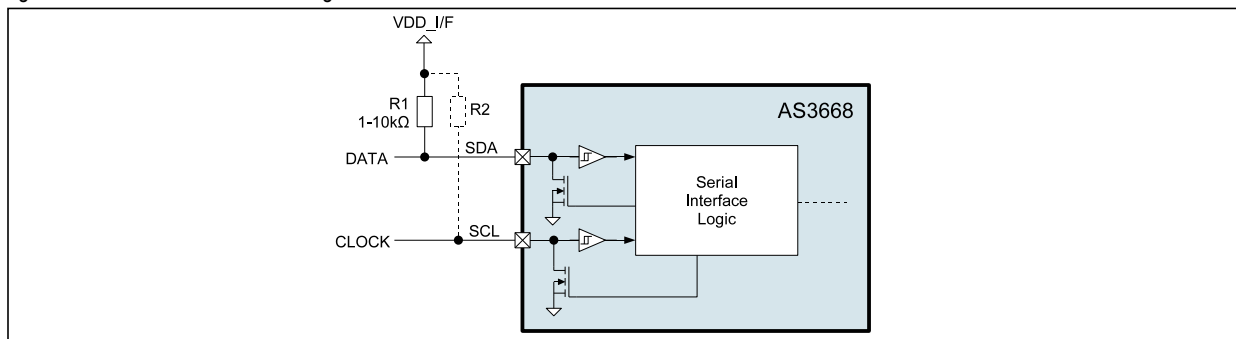 VDD_I/F
R1
1-10kΩ
R2
AS3668
DATA
SDA
Serial
Interface
Logic
CLOCK
SCL